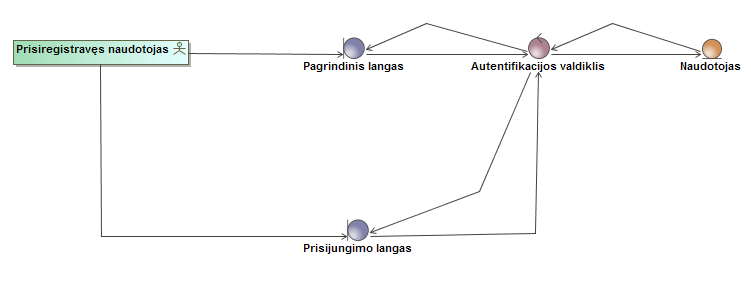 Prisiregistravęs naudotojas
Pagrindinis langas
Autentifikacijos valdiklis
Naudotojas
Prisijungimo langas